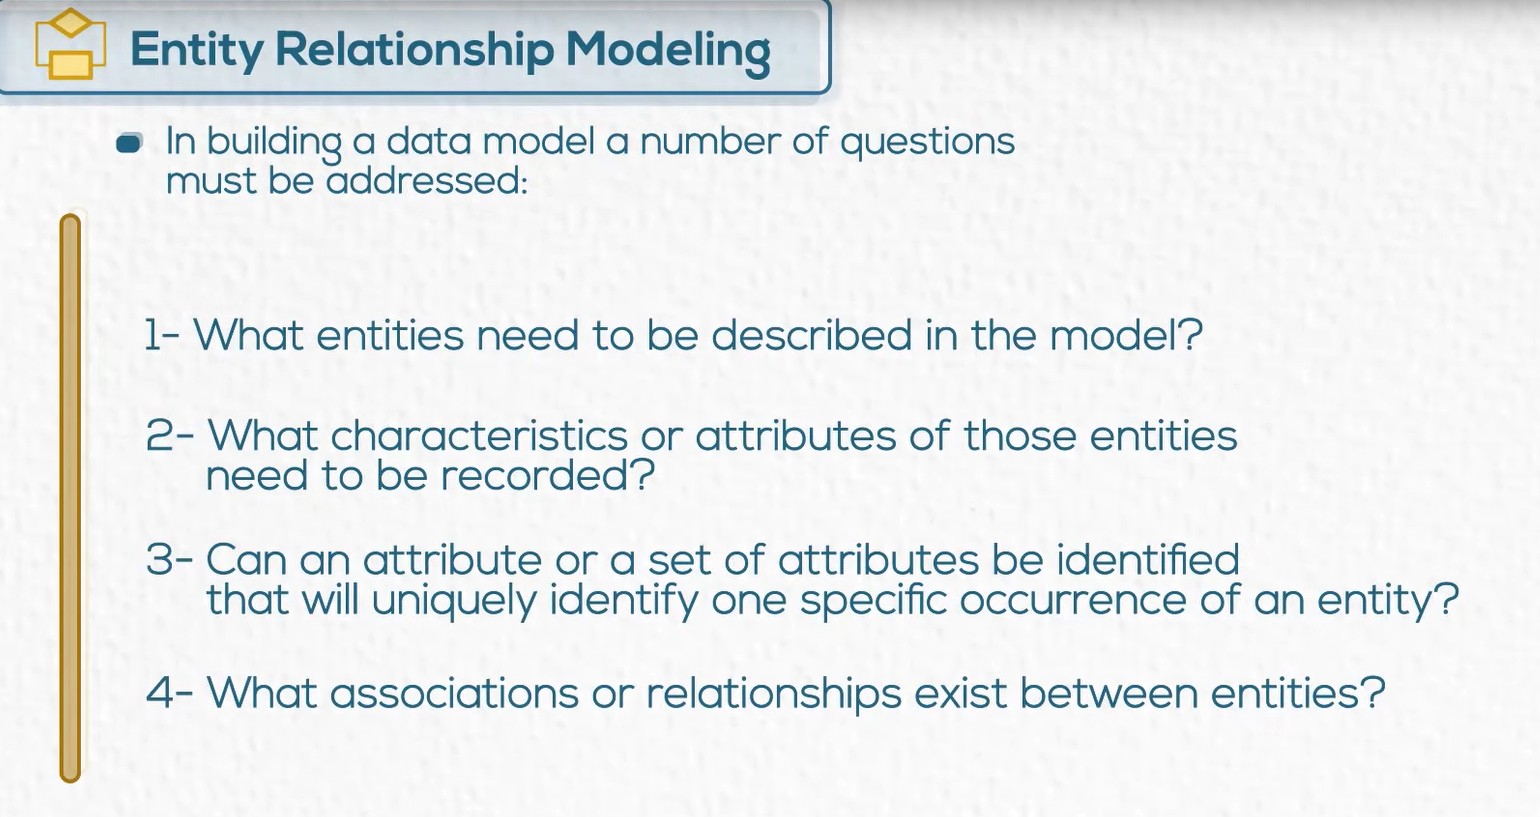 Entity Relationship Modeling
In building a data model a number of questions
must be addressed:
1- What entities need to be described in the model?
2- What characteristics or attributes of those entities
need to be recorded?
3- Can an attribute or a set of attributes be identified
that will uniquely identify one specific occurrence of an entity?
4- What associations or relationships exist between entities?